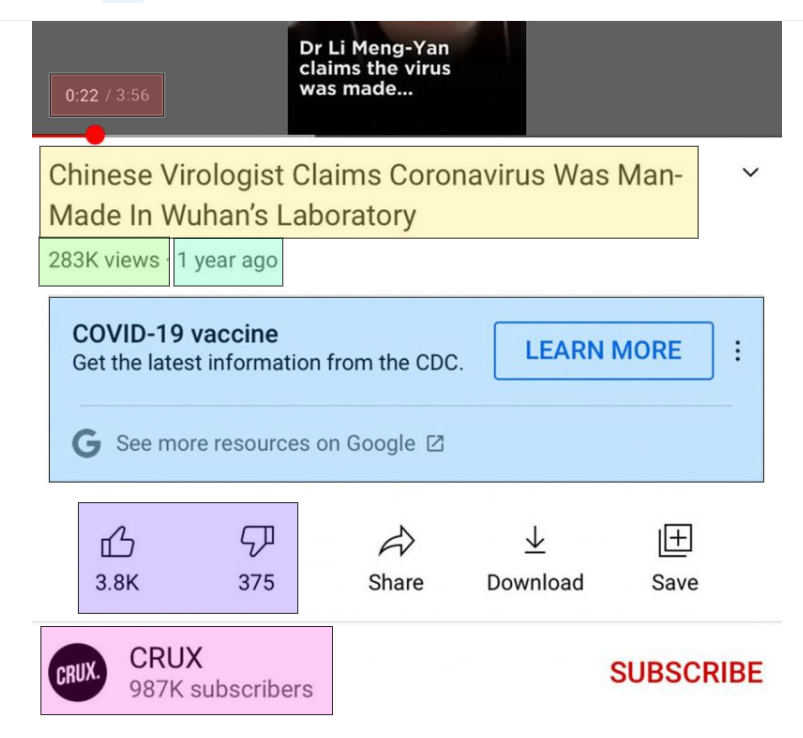 Dr Li Meng-Yan
claims the virus
was made...
0:22 / 3:56
Chinese Virologist Claims Coronavirus Was Man-
Made In Wuhan's Laboratory
283K views · 1 year ago
COVID-19 vaccine
Get the latest information from the CDC.
LEARN MORE
See more resources on Google
3.8K 375 Share Download Save
CRUX.
CRUX
987K subscribers
SUBSCRIBE